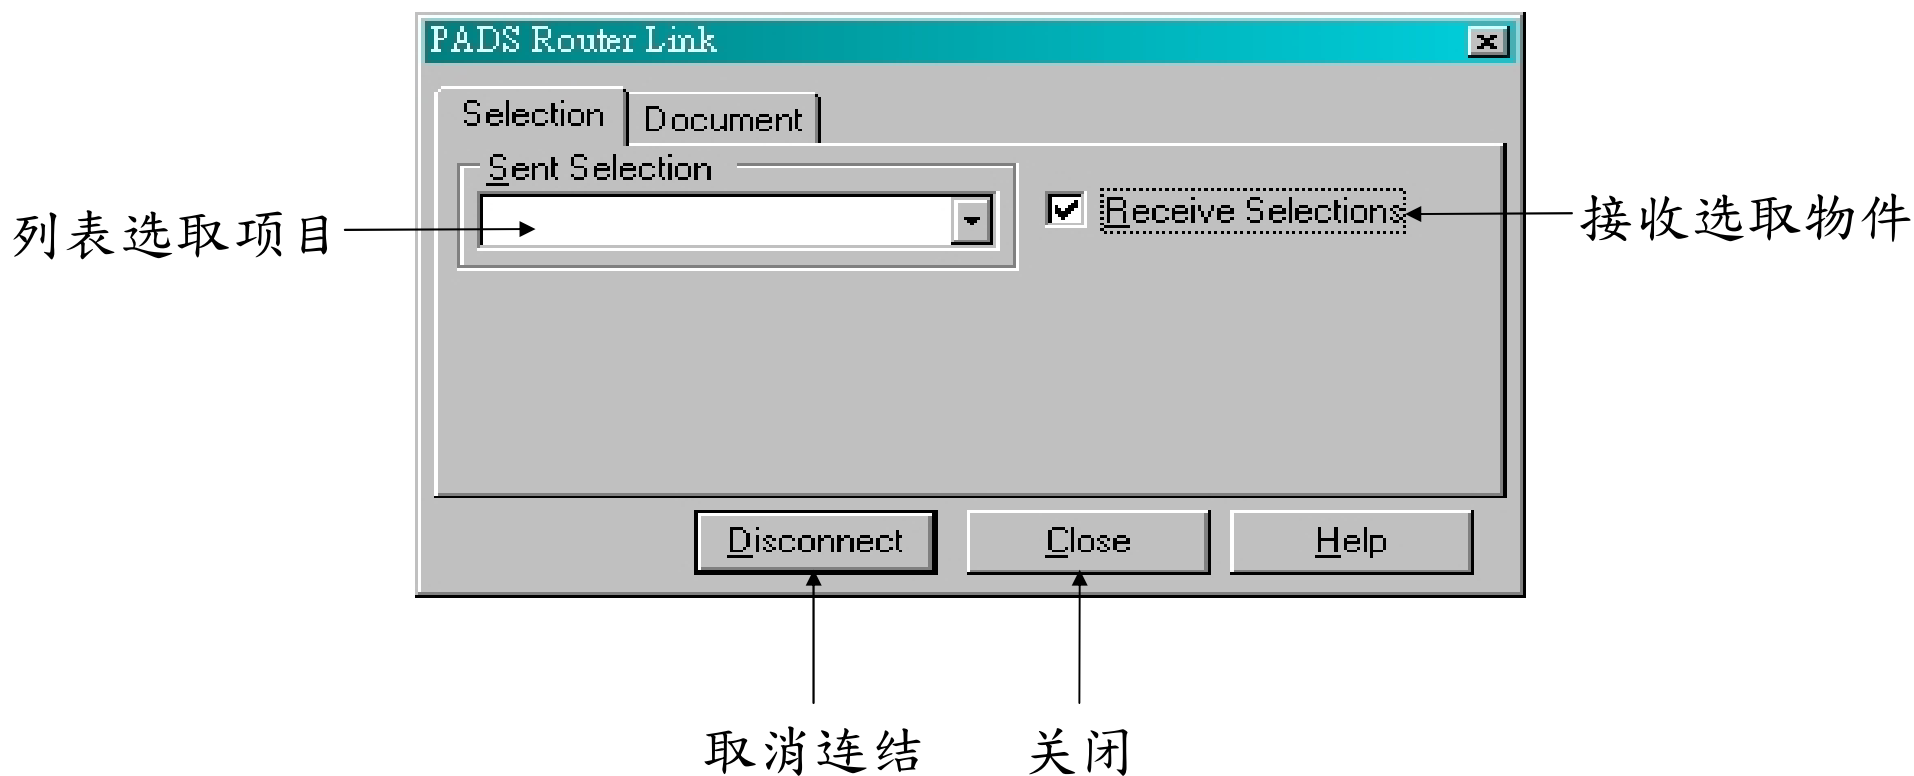 PADS Router Link
Selection
Document
Sent Selection
列表选取项目
Receive Selections
接收选取物件
Disconnect
Close
Help
取消连结
关闭